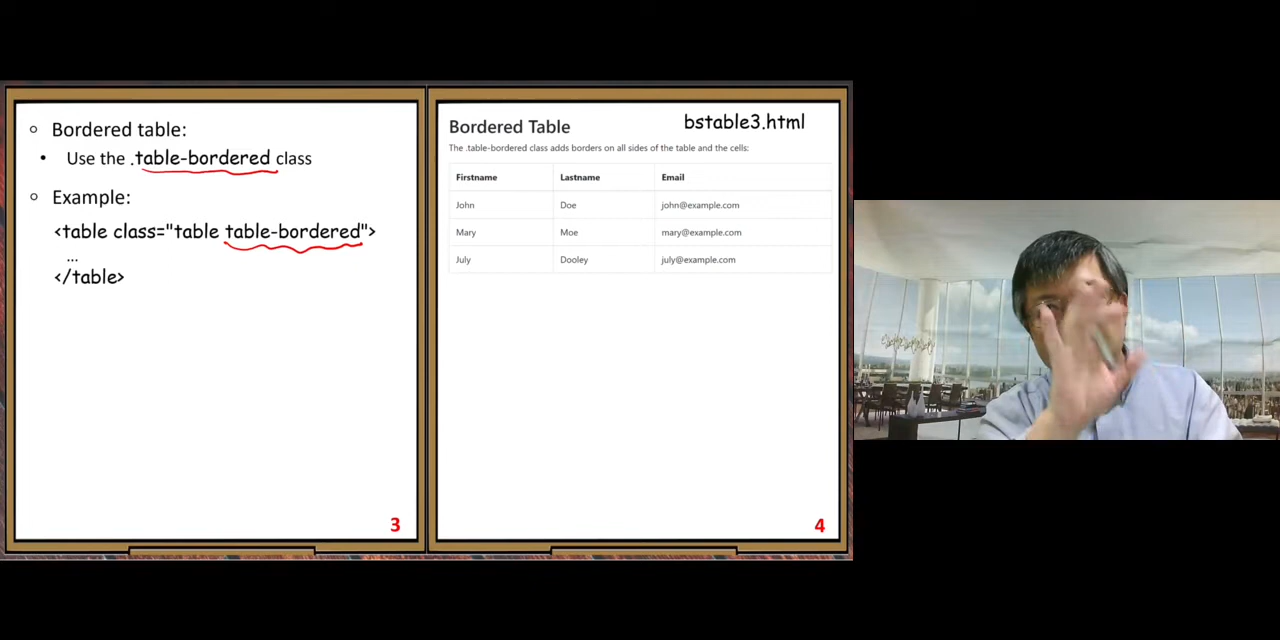 Bordered table:
Use the .table-bordered class
Example:
<table class="table table-bordered">
...
</table>
3
Bordered Table
bstable3.html
The .table-bordered class adds borders on all sides of the table and the cells:
Firstname Lastname Email
John Doe john@example.com
Mary Moe mary@example.com
July Dooley july@example.com
4